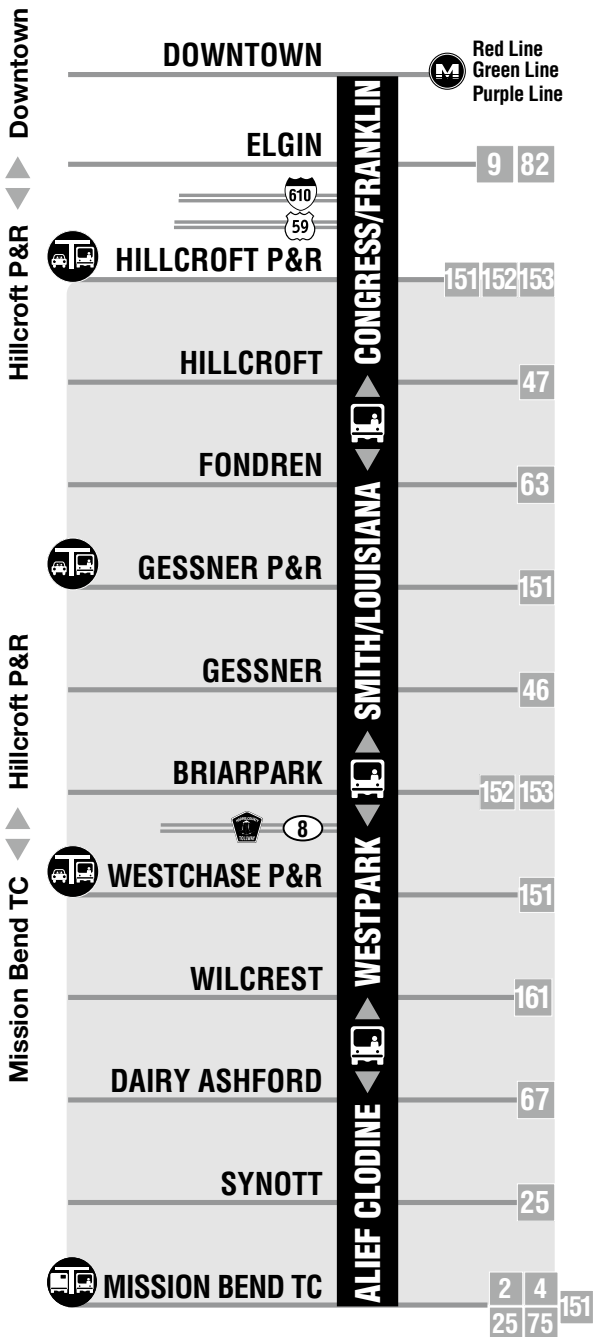 DOWNTOWN
M
Red Line
Green Line
Purple Line
ELGIN
9 82
610
59
HILLCROFT P&R
151 152 153
HILLCROFT
47
FONDREN
63
GESSNER P&R
151
GESSNER
46
BRIARPARK
152 153
8
WESTCHASE P&R
151
WILCREST
161
DAIRY ASHFORD
67
SYNOTT
25
MISSION BEND TC
2 4
151
25 75
CONGRESS/FRANKLIN
SMITH/LOUISIANA
WESTPARK
ALIEF CLODINE
Hillcroft P&R Downtown
Mission Bend TC Hillcroft P&R